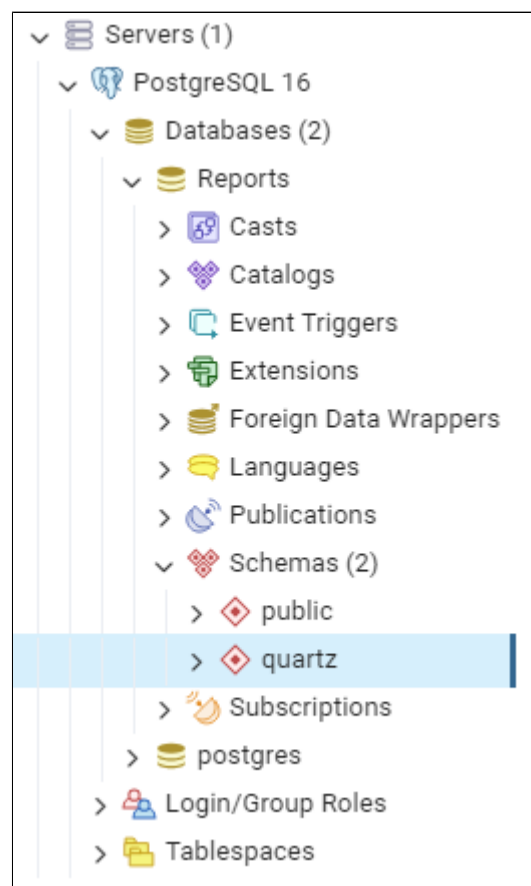 Servers (1)
PostgreSQL 16
Databases (2)
Reports
Casts
Catalogs
Event Triggers
Extensions
Foreign Data Wrappers
Languages
Publications
Schemas (2)
public
quartz
Subscriptions
postgres
Login/Group Roles
Tablespaces